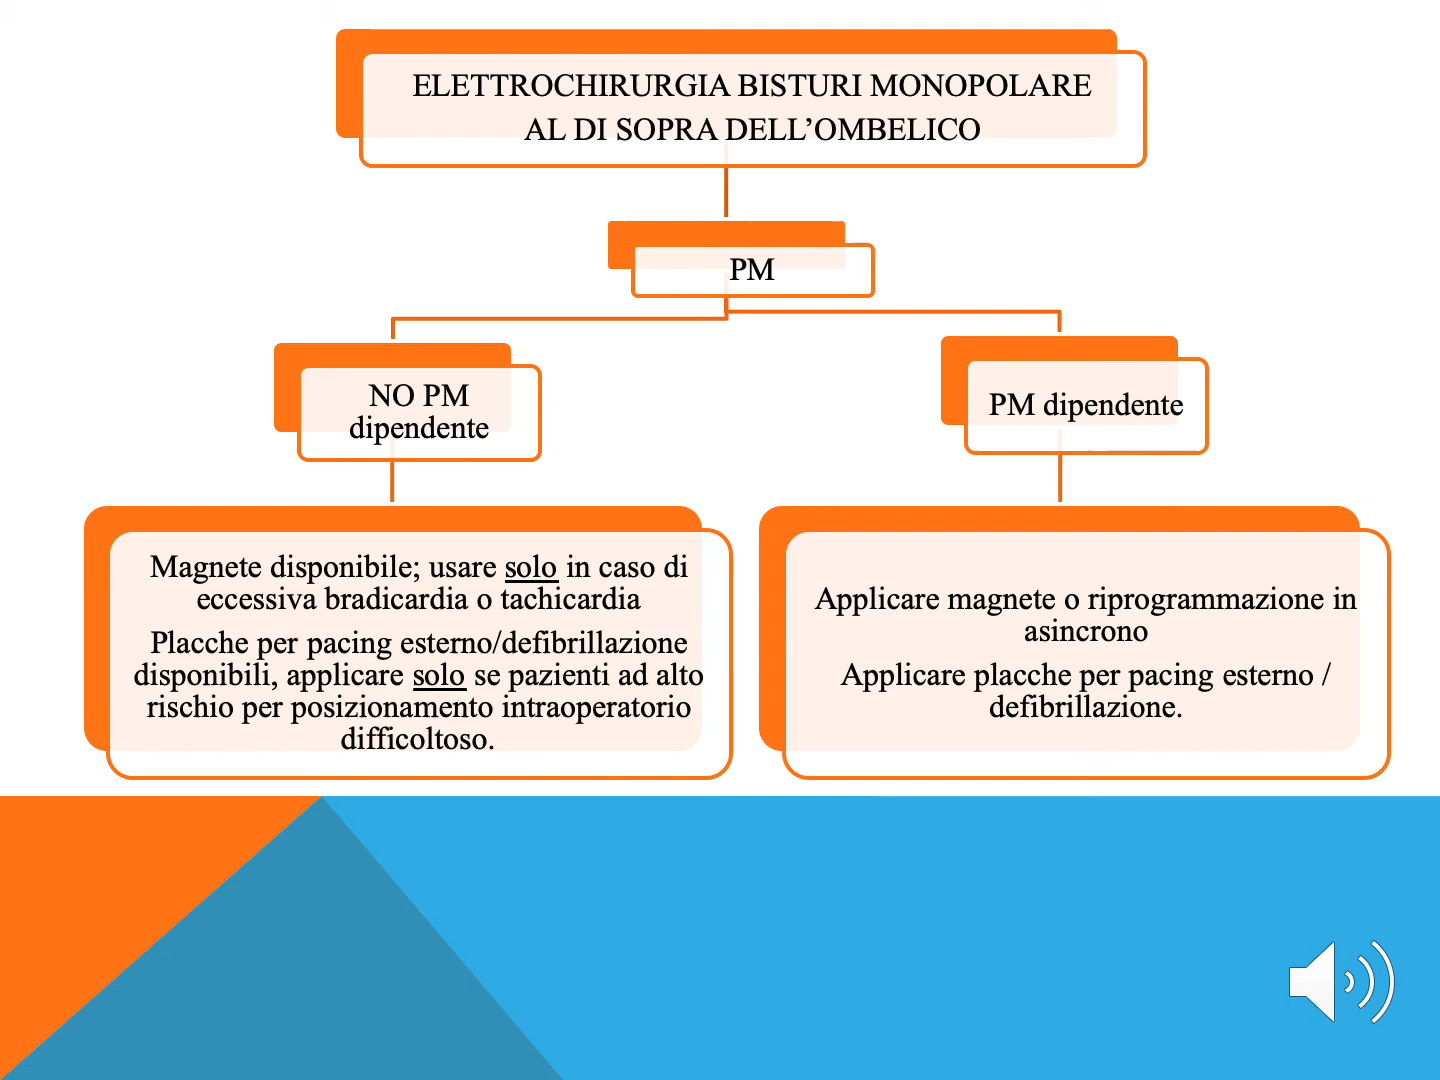 ELETTROCHIRURGIA BISTURI MONOPOLARE
AL DI SOPRA DELL’OMBELICO
PM
NO PM
dipendente
PM dipendente
Magnete disponibile; usare solo in caso di
eccessiva bradicardia o tachicardia
Placche per pacing esterno/defibrillazione
disponibili, applicare solo se pazienti ad alto
rischio per posizionamento intraoperatorio
difficoltoso.
Applicare magnete o riprogrammazione in
asincrono
Applicare placche per pacing esterno /
defibrillazione.